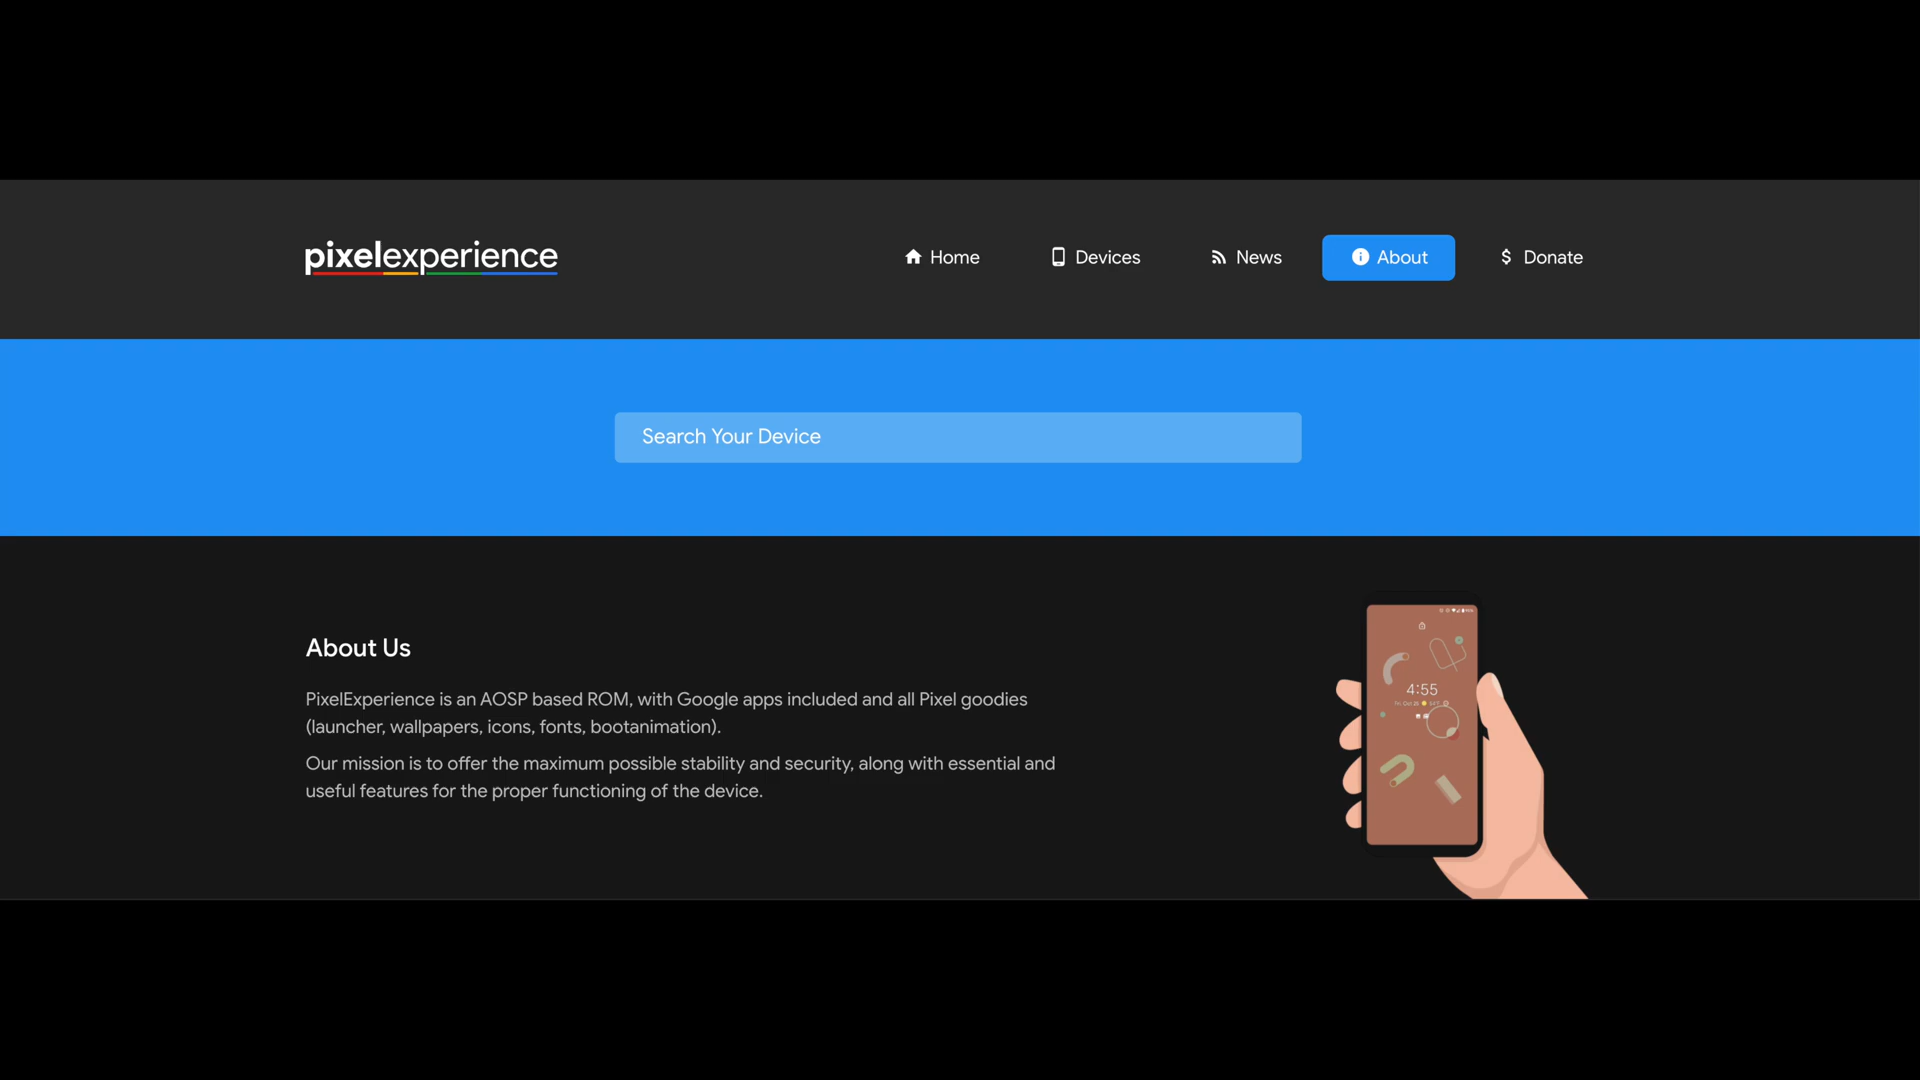 pixelexperience
Home
Devices
News
About
Donate
Search Your Device
About Us
PixelExperience is an AOSP based ROM, with Google apps included and all Pixel goodies
(launcher, wallpapers, icons, fonts, bootanimation).
Our mission is to offer the maximum possible stability and security, along with essential and
useful features for the proper functioning of the device.
4:55